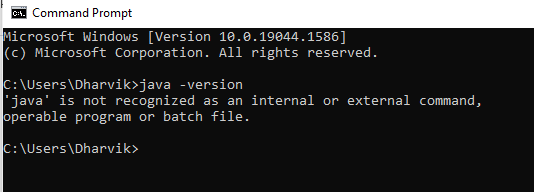 Command Prompt
Microsoft Windows [Version 10.0.19044.1586]
(c) Microsoft Corporation. All rights reserved.
C:\Users\Dharvik>java -version
'java' is not recognized as an internal or external command,
operable program or batch file.
C:\Users\Dharvik>